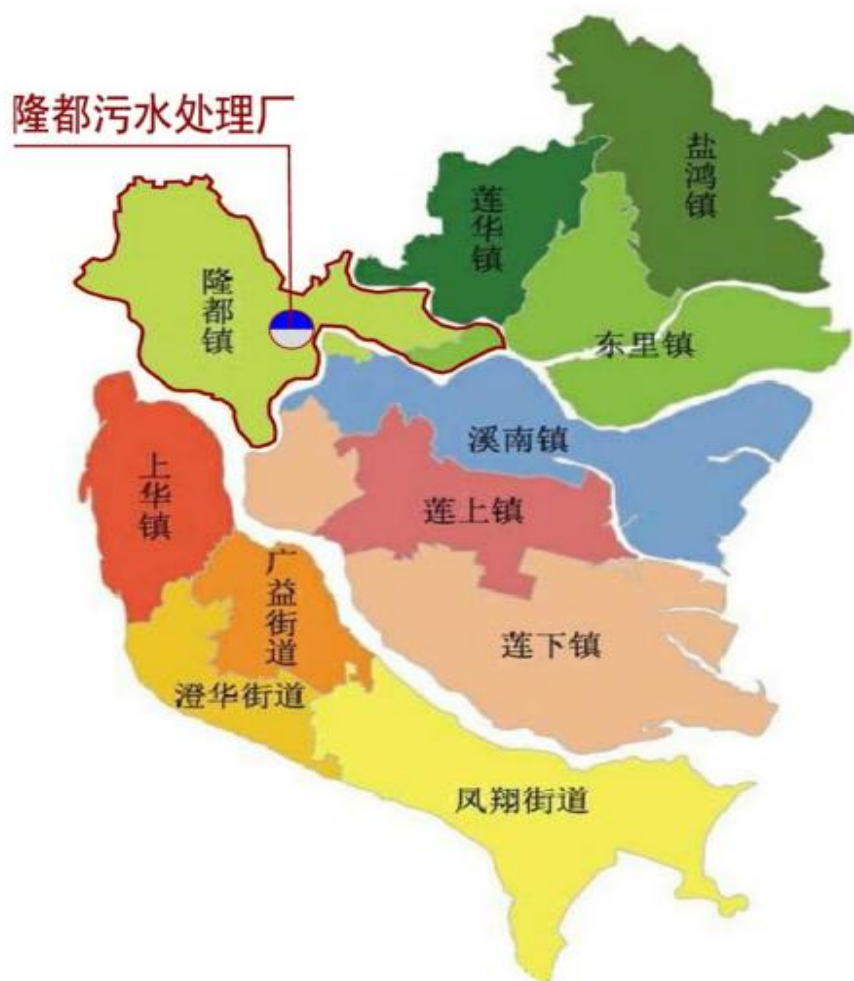 隆都污水处理厂
盐鸿镇
莲华镇
隆都镇
东里镇
溪南镇
上华镇
莲上镇
广益街道
莲下镇
澄华街道
凤翔街道